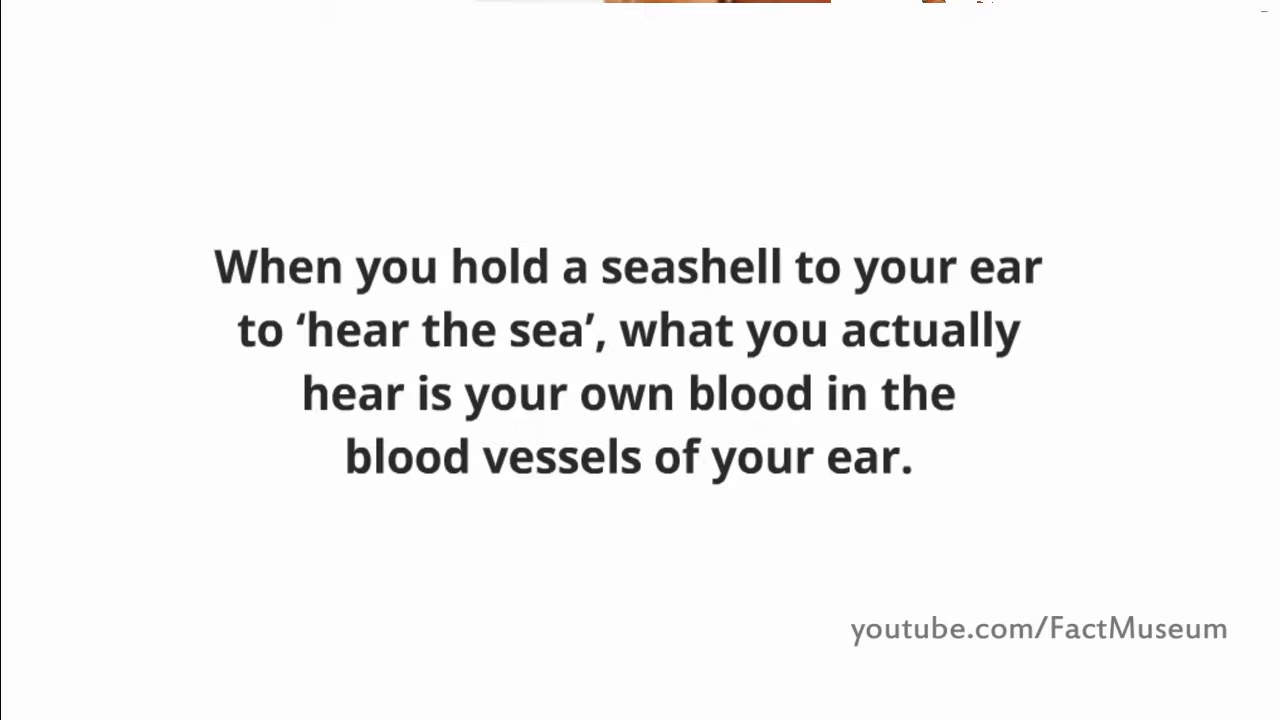 When you hold a seashell to your ear
to ‘hear the sea’, what you actually
hear is your own blood in the
blood vessels of your ear.
youtube.com/FactMuseum